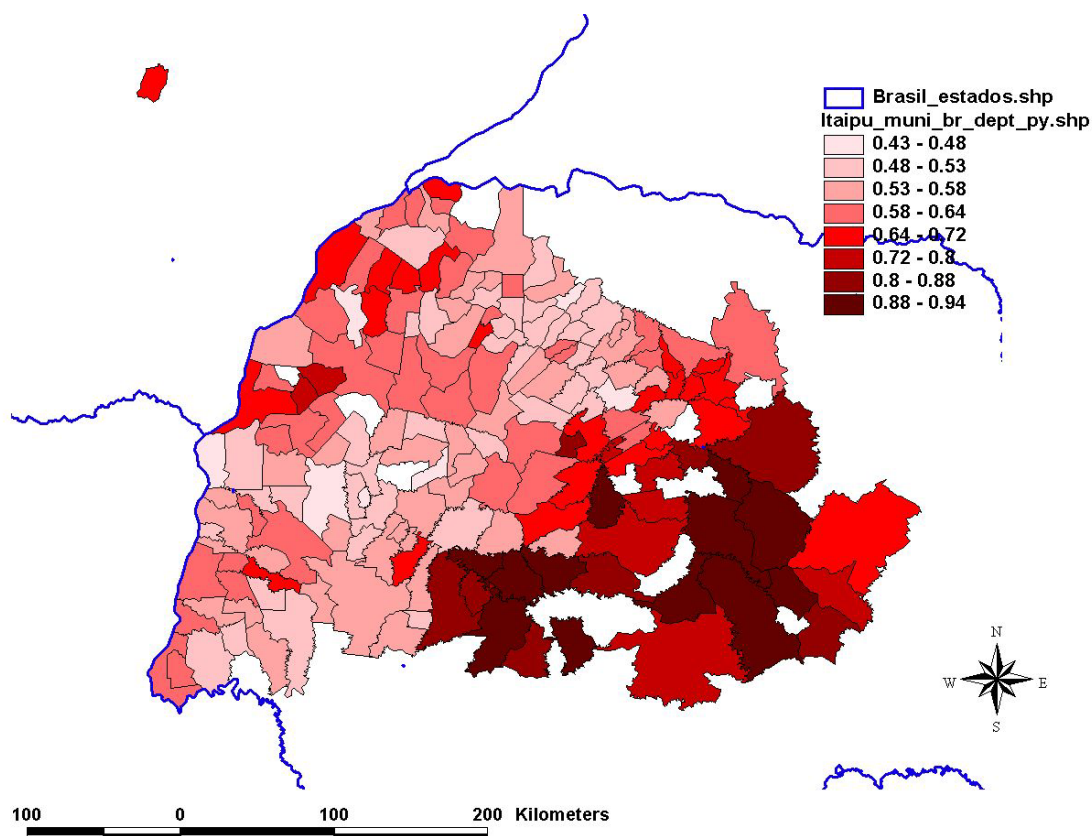 Brasil_estados.shp
Itaipu_muni_br_dept_py.shp
0.43 - 0.48
0.48 - 0.53
0.53 - 0.58
0.58 - 0.64
0.64 - 0.72
0.72 - 0.8
0.8 - 0.88
0.88 - 0.94
N
W E
S
100 0 100 200 Kilometers